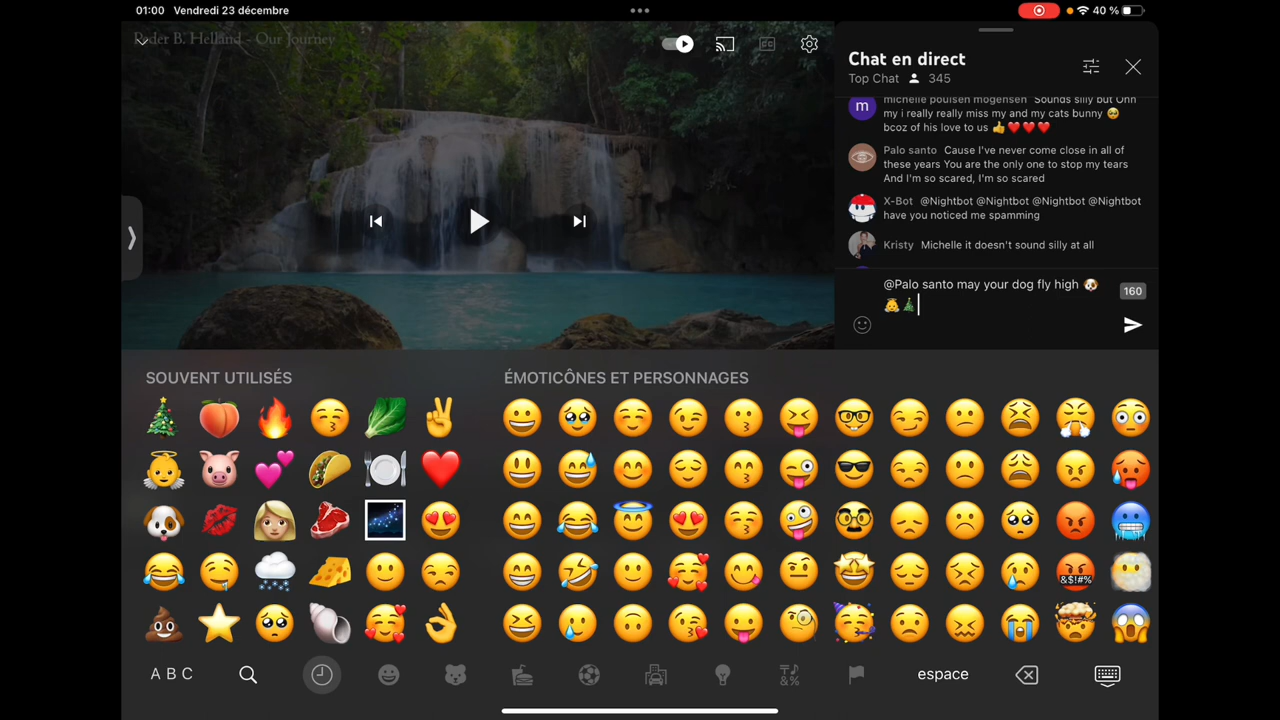 01:00 Vendredi 23 décembre
40 %
Ryder B. Helland - Our Journey
CC
Chat en direct
Top Chat 345
michelle poulsen mogensen Sounds silly but Ohh
my i really really miss my and my cats bunny 🥺
bcoz of his love to us 👍❤️❤️❤️
Palo santo Cause I've never come close in all of
these years You are the only one to stop my tears
And I'm so scared, I'm so scared
X-Bot @Nightbot @Nightbot @Nightbot @Nightbot
have you noticed me spamming
Kristy Michelle it doesn't sound silly at all
@Palo santo may your dog fly high 🐶
👼🎄
160
SOUVENT UTILISÉS
ÉMOTICÔNES ET PERSONNAGES
&$!#%
A B C
&%
espace